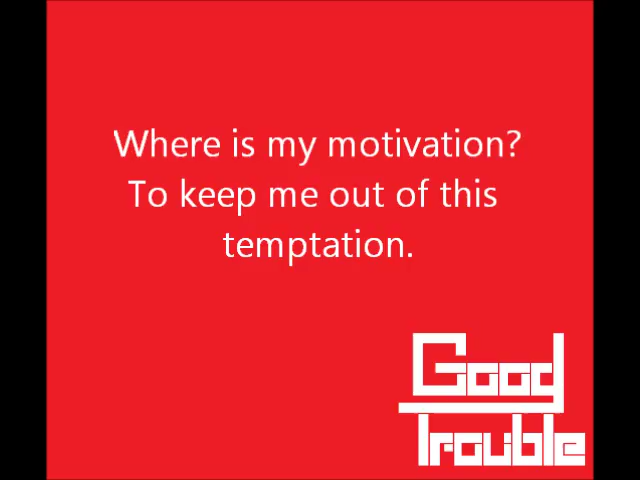 Where is my motivation?
To keep me out of this
temptation.
Good
Trouble